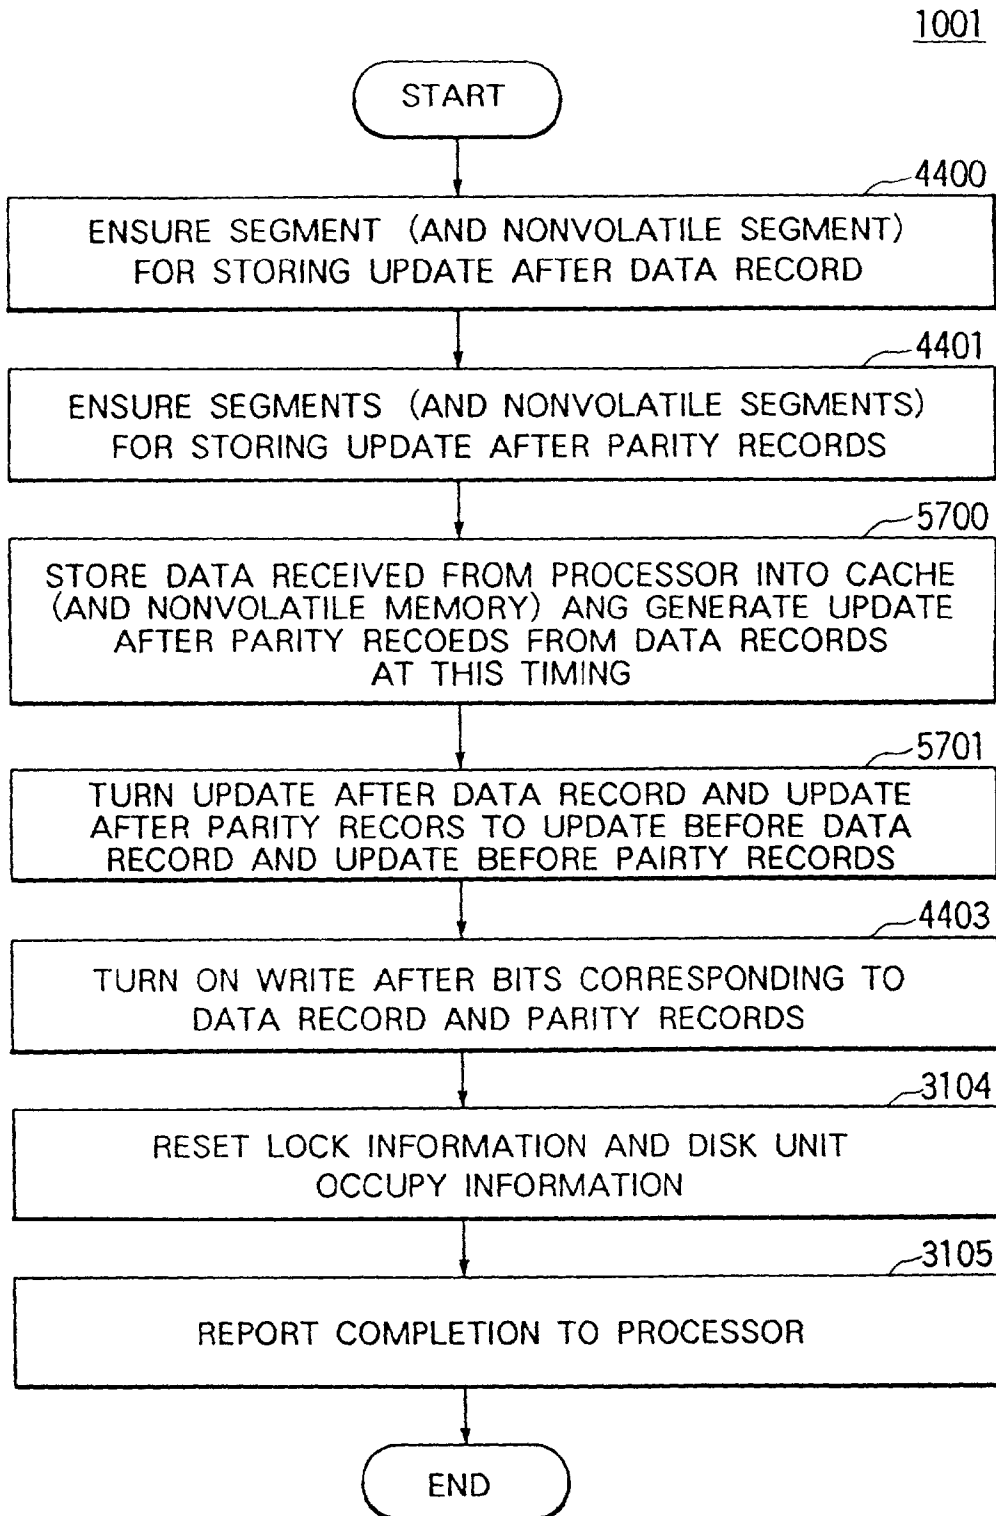 1001
START
4400
ENSURE SEGMENT (AND NONVOLATILE SEGMENT)
FOR STORING UPDATE AFTER DATA RECORD
4401
ENSURE SEGMENTS (AND NONVOLATILE SEGMENTS)
FOR STORING UPDATE AFTER PARITY RECORDS
5700
STORE DATA RECEIVED FROM PROCESSOR INTO CACHE
(AND NONVOLATILE MEMORY) ANG GENERATE UPDATE
AFTER PARITY RECOEDS FROM DATA RECORDS
AT THIS TIMING
5701
TURN UPDATE AFTER DATA RECORD AND UPDATE
AFTER PARITY RECORS TO UPDATE BEFORE DATA
RECORD AND UPDATE BEFORE PAIRTY RECORDS
4403
TURN ON WRITE AFTER BITS CORRESPONDING TO
DATA RECORD AND PARITY RECORDS
3104
RESET LOCK INFORMATION AND DISK UNIT
OCCUPY INFORMATION
3105
REPORT COMPLETION TO PROCESSOR
END